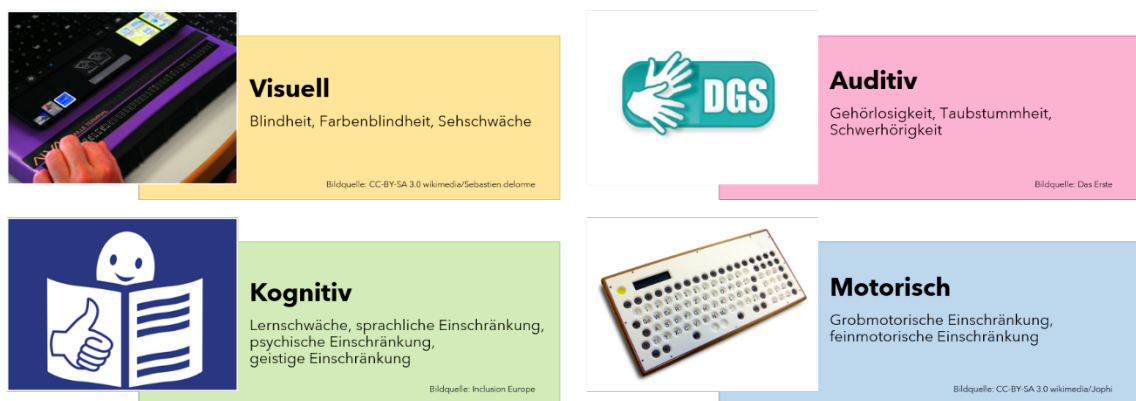 Visuell
Blindheit, Farbenblindheit, Sehschwäche
Bildquelle: CC-BY-SA 3.0 wikimedia/Sebastien.delorme
DGS
Auditiv
Gehörlosigkeit, Taubstummheit,
Schwerhörigkeit
Bildquelle: Das Erste
Kognitiv
Lernschwäche, sprachliche Einschränkung,
psychische Einschränkung,
geistige Einschränkung
Bildquelle: Inclusion Europe
Motorisch
Grobmotorische Einschränkung,
feinmotorische Einschränkung
Bildquelle: CC-BY-SA 3.0 wikimedia/Jophi